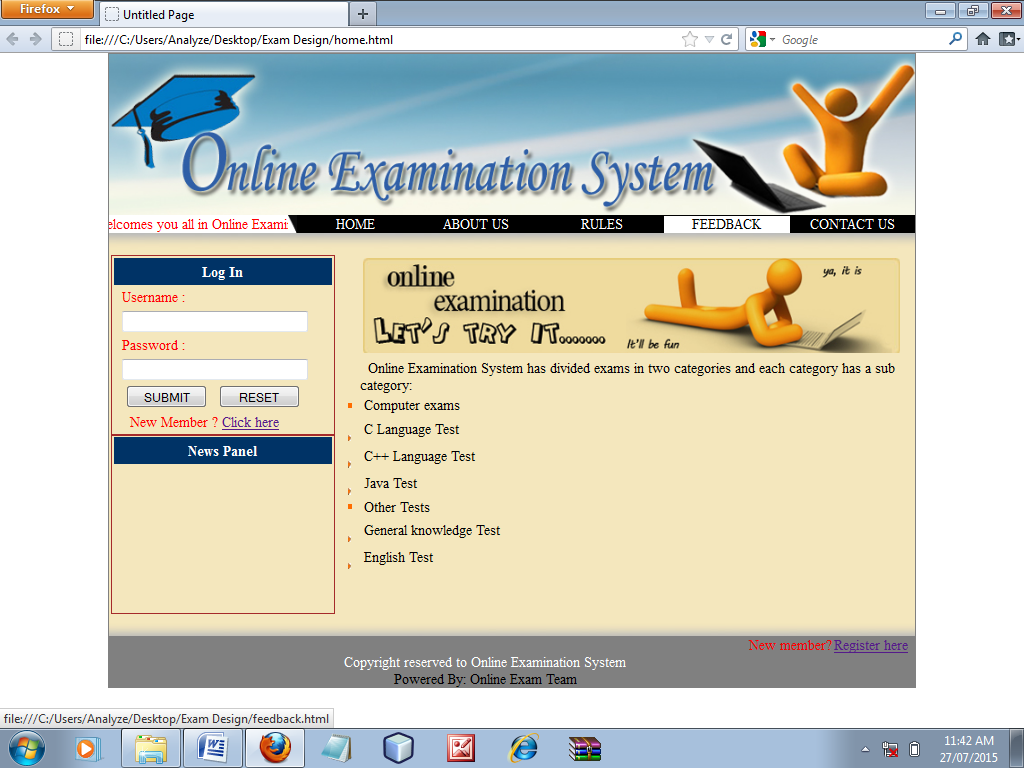 Firefox
Untitled Page
file:///C:/Users/Analyze/Desktop/Exam Design/home.html
Google
Online Examination System
elcomes you all in Online Exami
HOME
ABOUT US
RULES
FEEDBACK
CONTACT US
Log In
Username :
Password :
SUBMIT
RESET
New Member ? Click here
News Panel
online
examination
LET'S TRY IT.......
ya, it is
It'll be fun
Online Examination System has divided exams in two categories and each category has a sub
category:
Computer exams
C Language Test
C++ Language Test
Java Test
Other Tests
General knowledge Test
English Test
New member? Register here
Copyright reserved to Online Examination System
Powered By: Online Exam Team
file:///C:/Users/Analyze/Desktop/Exam Design/feedback.html
11:42 AM
27/07/2015